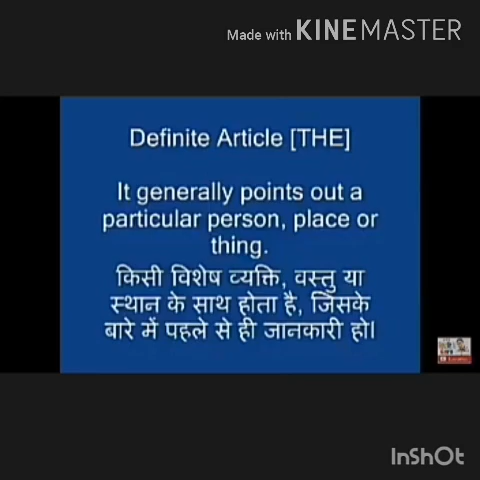 Made with KINEMASTER
Definite Article [THE]
It generally points out a
particular person, place or
thing.
किसी विशेष व्यक्ति, वस्तु या
स्थान के साथ होता है, जिसके
बारे में पहले से ही जानकारी हो।
InShOt